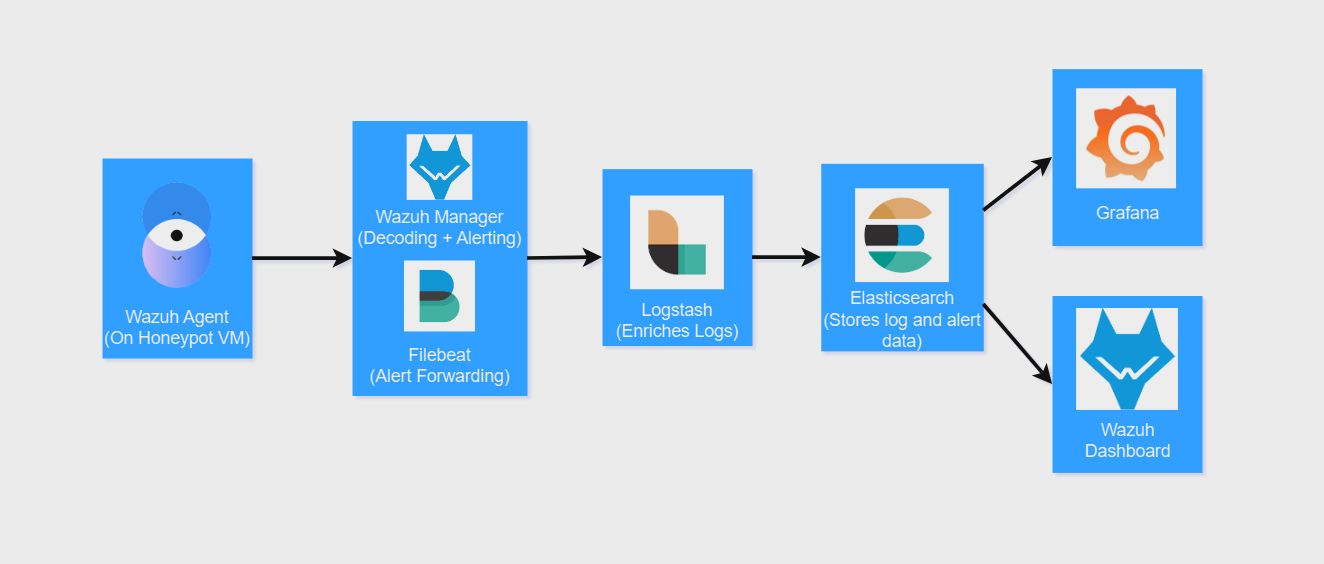 Wazuh Agent
(On Honeypot VM)
Wazuh Manager
(Decoding + Alerting)
Filebeat
(Alert Forwarding)
Logstash
(Enriches Logs)
Elasticsearch
(Stores log and alert
data)
Grafana
Wazuh
Dashboard